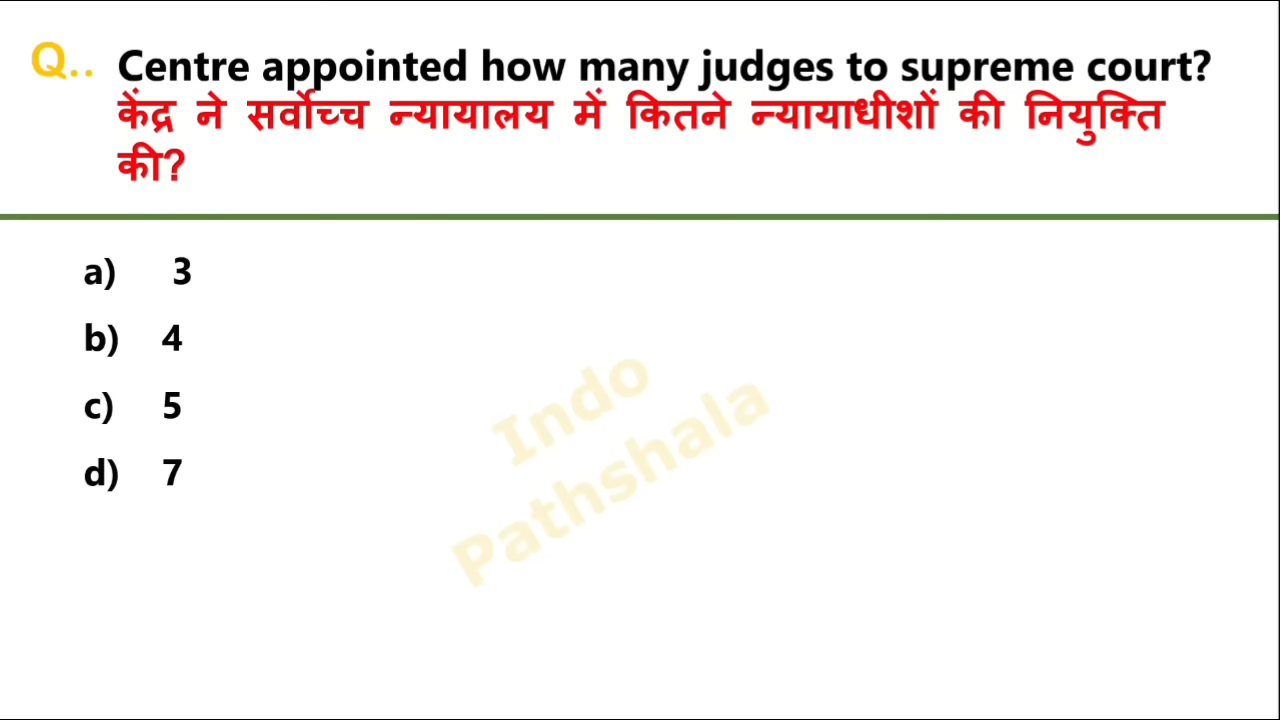 Q.. Centre appointed how many judges to supreme court?
केंद्र ने सर्वोच्च न्यायालय में कितने न्यायाधीशों की नियुक्ति
की?
a) 3
b) 4
c) 5
d) 7
Indo
Pathshala